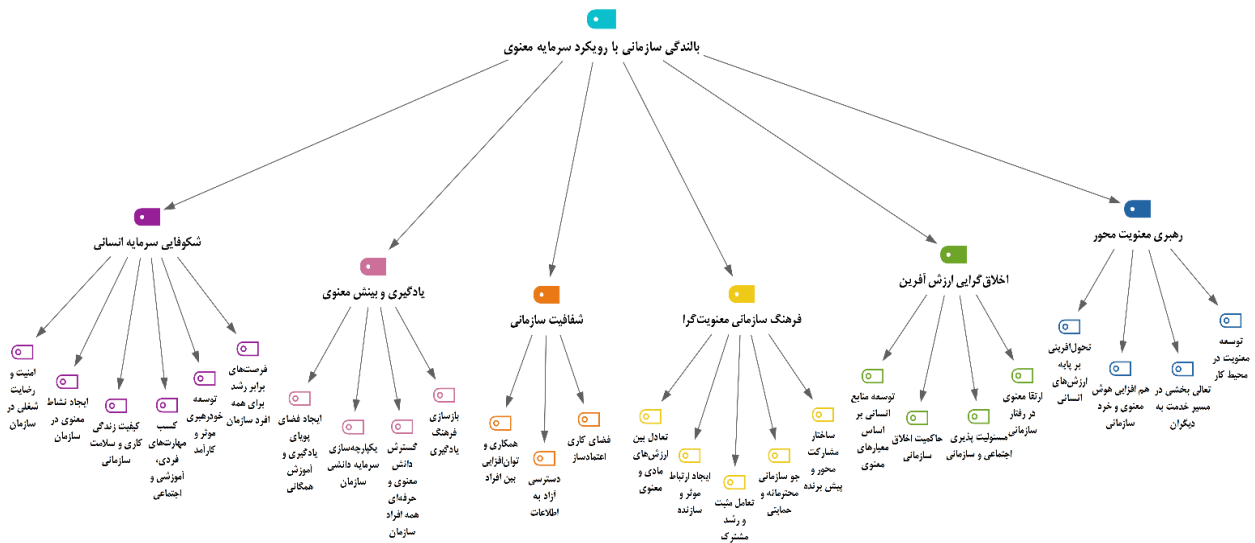 بالندگی سازمانی با رویکرد سرمایه معنوی
رهبری معنویت محور
توسعه
معنویت در
محیط کار
تعالی بخشی در
مسیر خدمت به
دیگران
هم افزایی هوش
معنوی و خرد
سازمانی
تحول‌آفرینی
بر پایه
ارزش‌های
انسانی
اخلاق‌گرایی ارزش آفرین
ارتقا معنوی
در رفتار
سازمانی
مسئولیت پذیری
اجتماعی و سازمانی
حاکمیت اخلاق
سازمانی
توسعه منابع
انسانی بر
اساس
معیارهای
معنوی
فرهنگ سازمانی معنویت‌گرا
ساختار
مشارکت
محور و
پیش برنده
جو سازمانی
محترمانه و
حمایتی
تعامل مثبت
و رشد
مشترک
ایجاد ارتباط
موثر و
سازنده
تعادل بین
ارزش‌های
مادی و
معنوی
شفافیت سازمانی
فضای کاری
اعتمادساز
دسترسی
آزاد به
اطلاعات
همکاری و
توان‌افزایی
بین افراد
یادگیری و بینش معنوی
بازسازی
فرهنگ
یادگیری
گسترش
دانش
معنوی و
حرفه‌ای
همه افراد
سازمان
یکپارچه‌سازی
سرمایه دانشی
سازمان
ایجاد فضای
پویای
یادگیری و
آموزش
همگانی
شکوفایی سرمایه انسانی
فرصت‌های
برابر رشد
برای همه
افرد سازمان
توسعه
خودرهبری
موثر و
کارآمد
کسب
مهارت‌های
فردی،
آموزشی و
اجتماعی
کیفیت زندگی
کاری و سلامت
سازمانی
ایجاد نشاط
معنوی در
سازمان
امنیت و
رضایت
شغلی در
سازمان